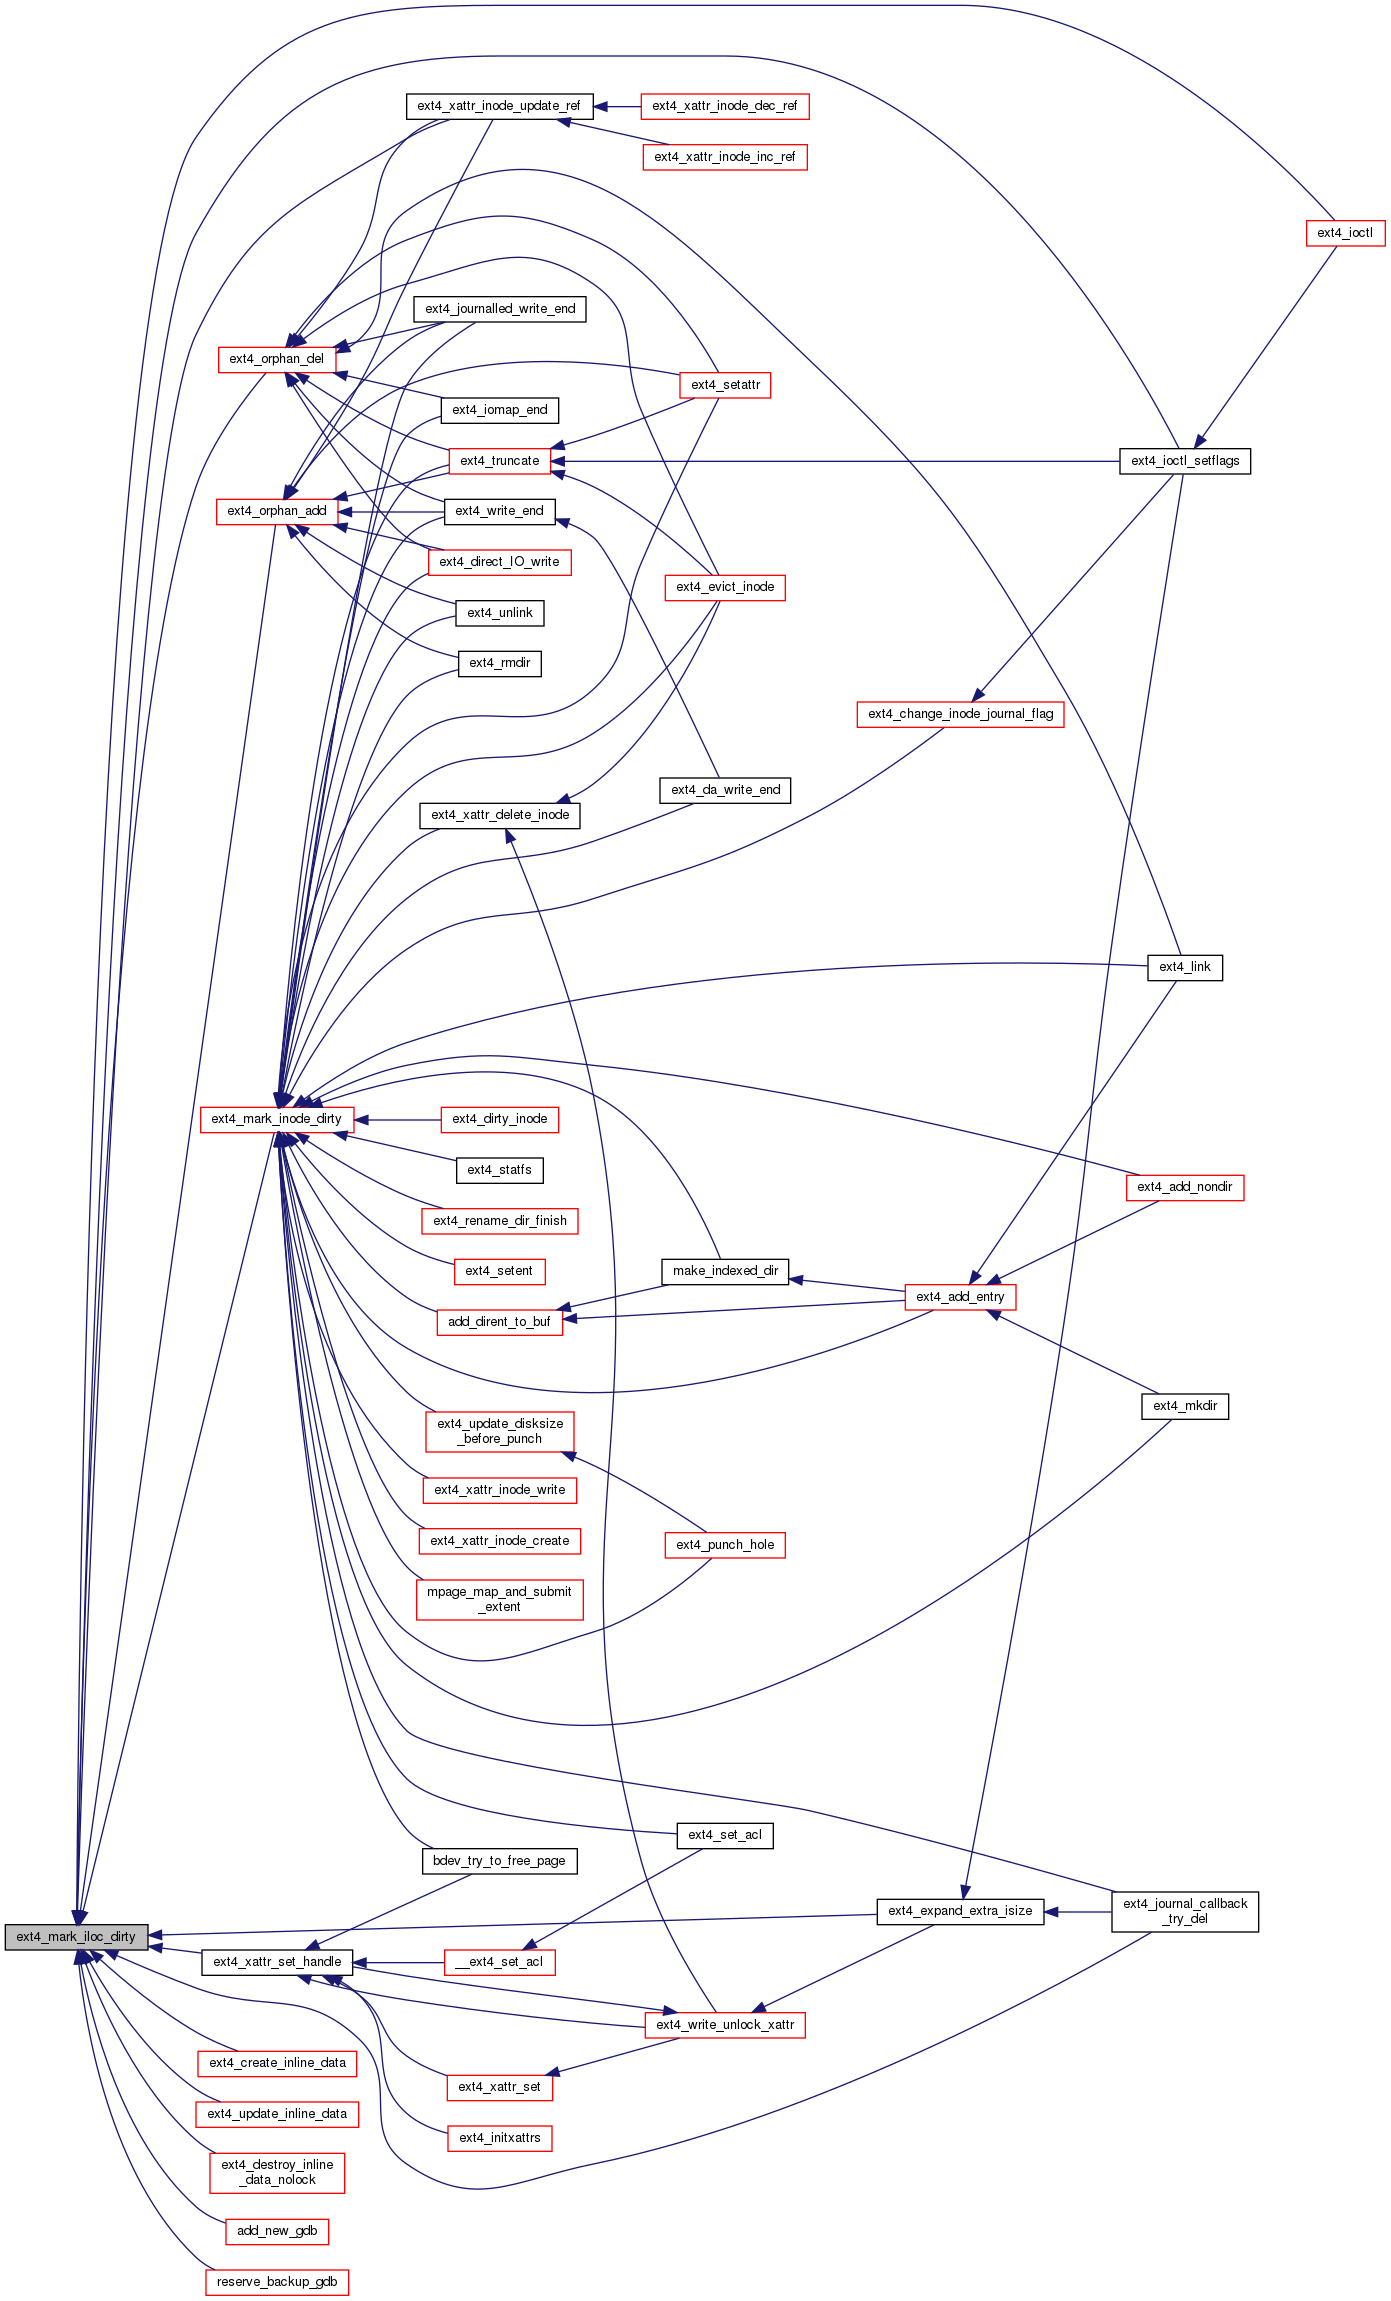 ext4_xattr_inode_update_ref
ext4_xattr_inode_dec_ref
ext4_xattr_inode_inc_ref
ext4_ioctl
ext4_journalled_write_end
ext4_orphan_del
ext4_setattr
ext4_iomap_end
ext4_truncate
ext4_ioctl_setflags
ext4_orphan_add
ext4_write_end
ext4_direct_IO_write
ext4_evict_inode
ext4_unlink
ext4_rmdir
ext4_change_inode_journal_flag
ext4_da_write_end
ext4_xattr_delete_inode
ext4_link
ext4_mark_inode_dirty
ext4_dirty_inode
ext4_statfs
ext4_add_nondir
ext4_rename_dir_finish
ext4_setent
make_indexed_dir
ext4_add_entry
add_dirent_to_buf
ext4_mkdir
ext4_update_disksize
_before_punch
ext4_xattr_inode_write
ext4_xattr_inode_create
ext4_punch_hole
mpage_map_and_submit
_extent
ext4_set_acl
bdev_try_to_free_page
ext4_expand_extra_isize
ext4_journal_callback
_try_del
ext4_mark_iloc_dirty
ext4_xattr_set_handle
__ext4_set_acl
ext4_write_unlock_xattr
ext4_create_inline_data
ext4_xattr_set
ext4_update_inline_data
ext4_initxattrs
ext4_destroy_inline
_data_nolock
add_new_gdb
reserve_backup_gdb